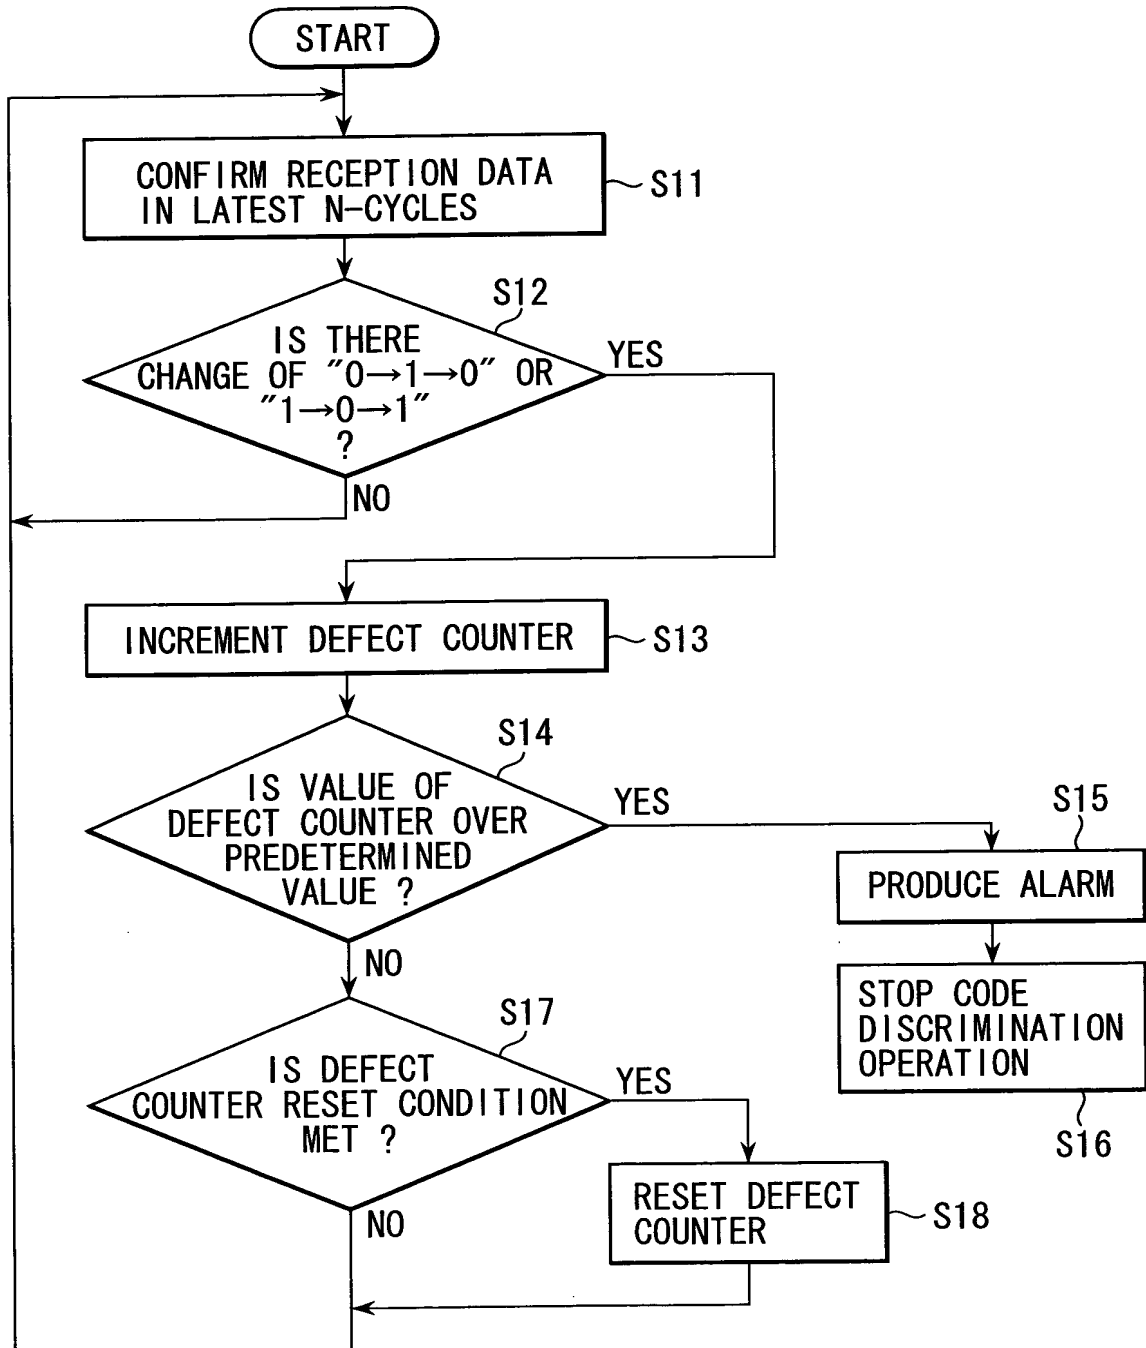 START
CONFIRM RECEPTION DATA
IN LATEST N-CYCLES
S11
S12
IS THERE
CHANGE OF "0→1→0" OR
"1→0→1"
?
YES
NO
INCREMENT DEFECT COUNTER
S13
S14
IS VALUE OF
DEFECT COUNTER OVER
PREDETERMINED
VALUE ?
YES
NO
S15
PRODUCE ALARM
STOP CODE
DISCRIMINATION
OPERATION
S16
S17
IS DEFECT
COUNTER RESET CONDITION
MET ?
YES
NO
RESET DEFECT
COUNTER
S18